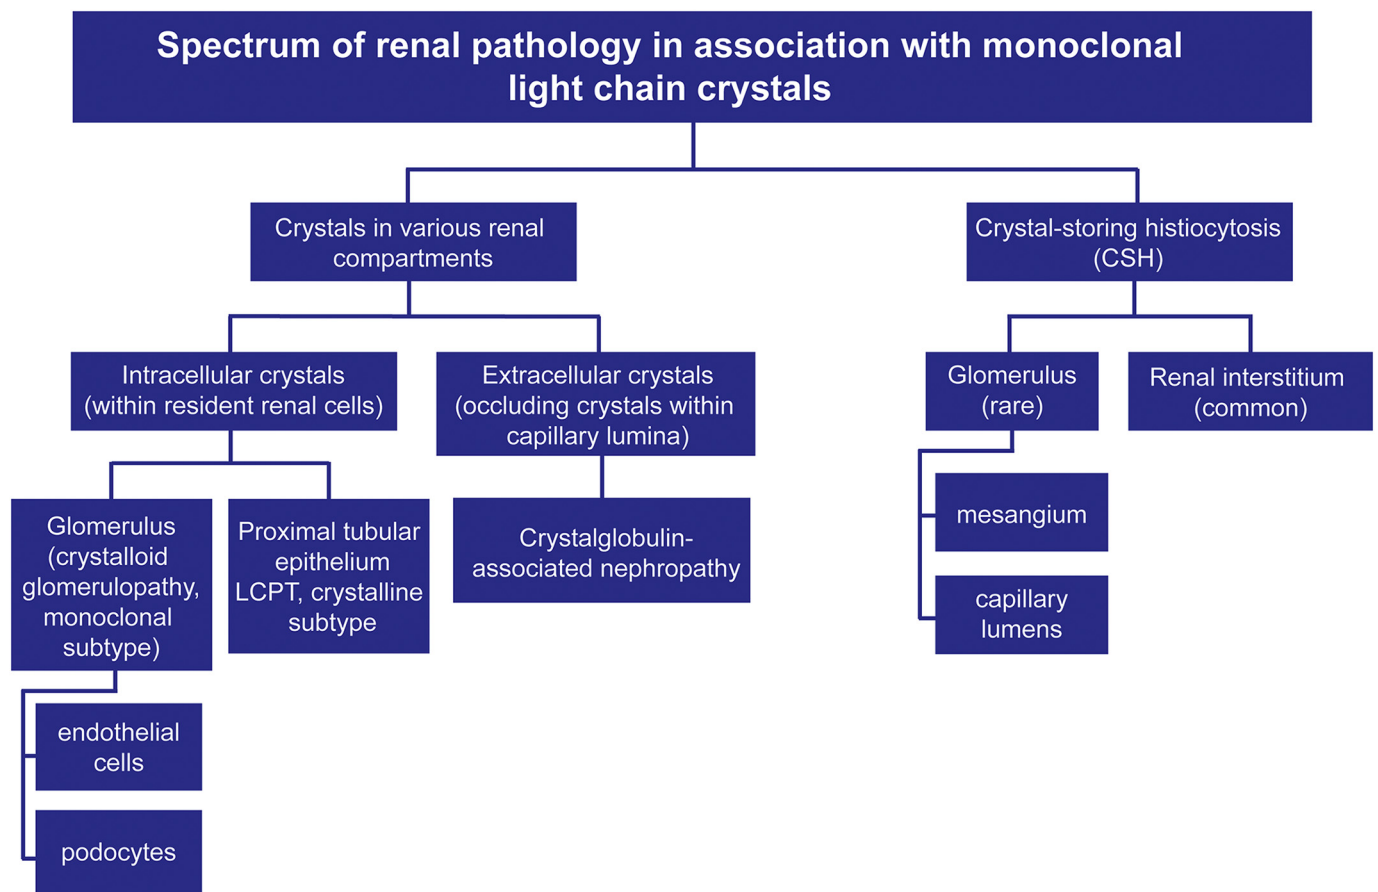 Spectrum of renal pathology in association with monoclonal
light chain crystals
Crystals in various renal
compartments
Crystal-storing histiocytosis
(CSH)
Intracellular crystals
(within resident renal cells)
Extracellular crystals
(occluding crystals within
capillary lumina)
Glomerulus
(rare)
Renal interstitium
(common)
Glomerulus
(crystalloid
glomerulopathy,
monoclonal
subtype)
Proximal tubular
epithelium
LCPT, crystalline
subtype
Crystalglobulin-
associated nephropathy
mesangium
capillary
lumens
endothelial
cells
podocytes